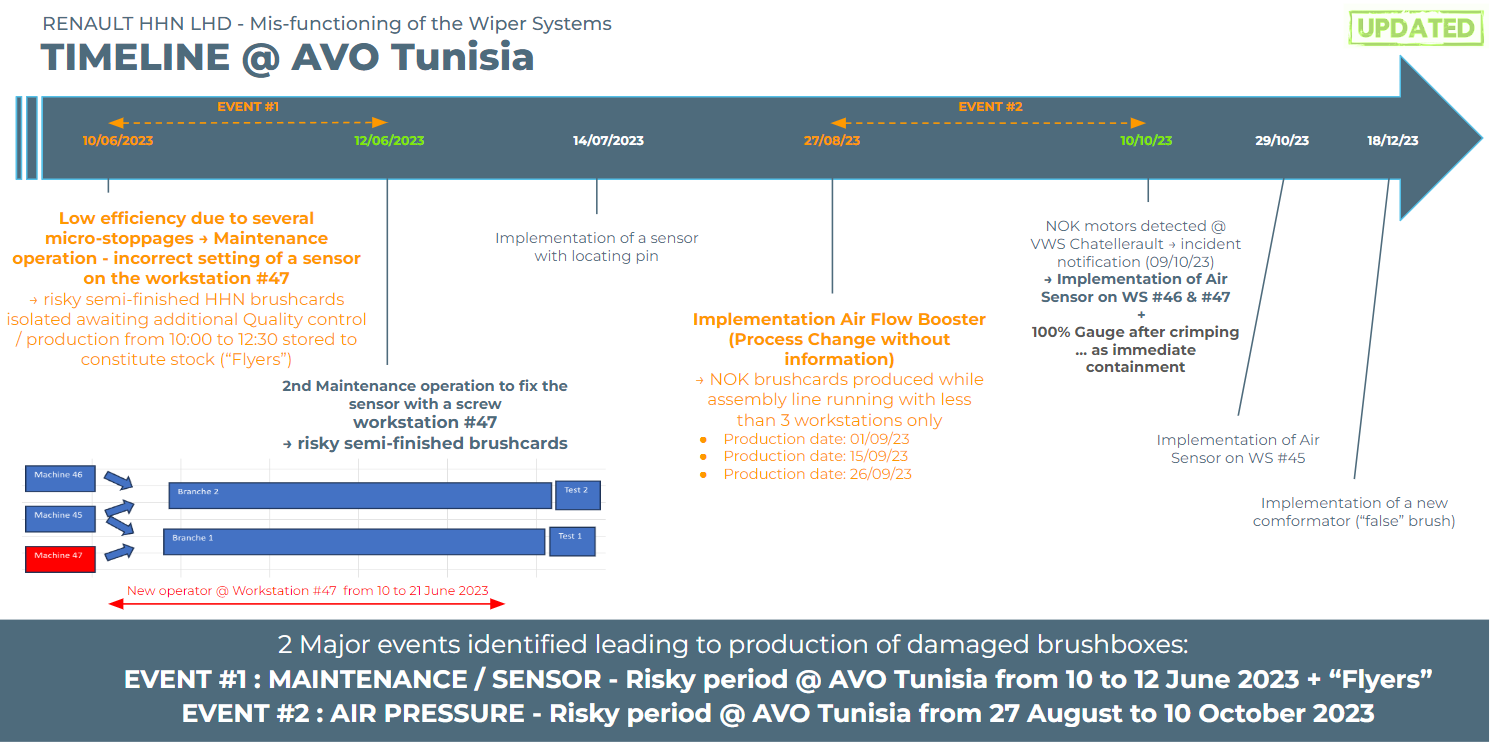 RENAULT HHN LHD - Mis-functioning of the Wiper Systems
TIMELINE @ AVO Tunisia
UPDATED
EVENT #1
EVENT #2
10/06/2023
12/06/2023
14/07/2023
27/08/23
10/10/23
29/10/23
18/12/23
Low efficiency due to several
micro-stoppages → Maintenance
operation - incorrect setting of a sensor
on the workstation #47
→ risky semi-finished HHN brushcards
isolated awaiting additional Quality control
/ production from 10:00 to 12:30 stored to
constitute stock (“Flyers”)
2nd Maintenance operation to fix the
sensor with a screw
workstation #47
→ risky semi-finished brushcards
Implementation of a sensor
with locating pin
Implementation Air Flow Booster
(Process Change without
information)
→ NOK brushcards produced while
assembly line running with less
than 3 workstations only
● Production date: 01/09/23
● Production date: 15/09/23
● Production date: 26/09/23
NOK motors detected @
VWS Chatellerault → incident
notification (09/10/23)
→ Implementation of Air
Sensor on WS #46 & #47
+
100% Gauge after crimping
... as immediate
containment
Implementation of Air
Sensor on WS #45
Implementation of a new
comformator (“false” brush)
Machine 46
Machine 45
Machine 47
Branche 2
Test 2
Branche 1
Test 1
New operator @ Workstation #47 from 10 to 21 June 2023
2 Major events identified leading to production of damaged brushboxes:
EVENT #1 : MAINTENANCE / SENSOR - Risky period @ AVO Tunisia from 10 to 12 June 2023 + “Flyers”
EVENT #2 : AIR PRESSURE - Risky period @ AVO Tunisia from 27 August to 10 October 2023